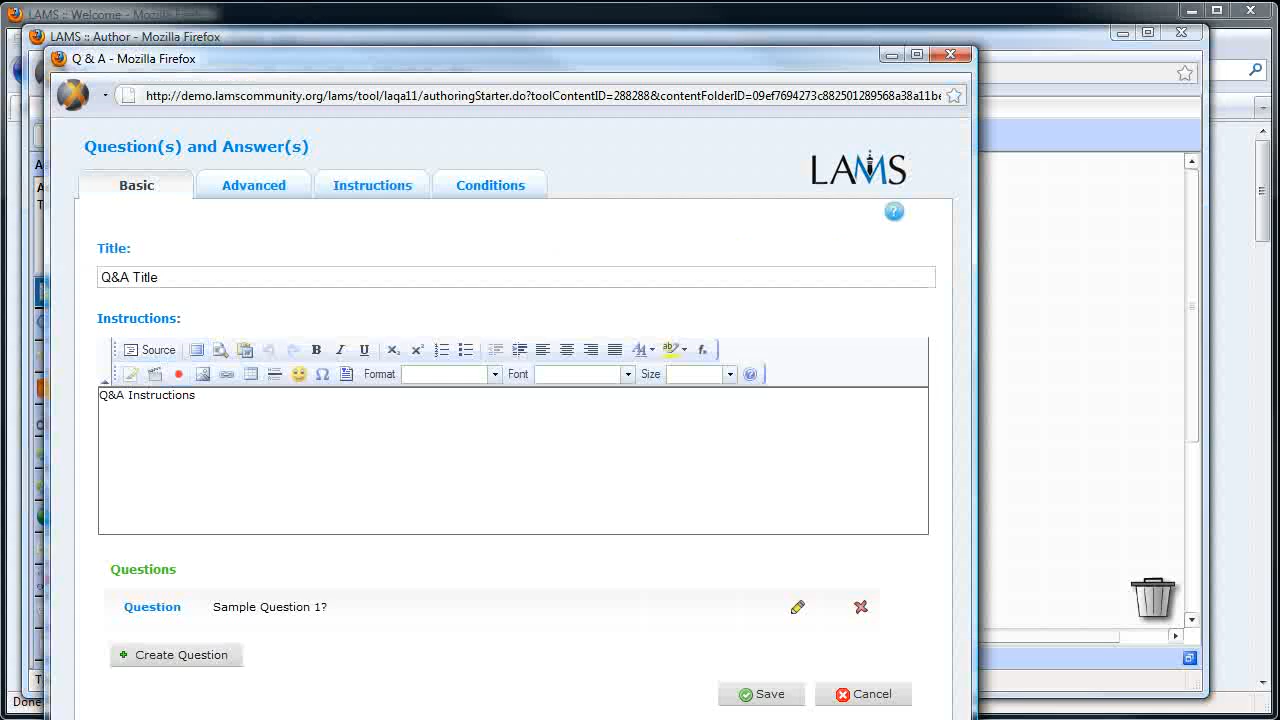 LAMS :: Welcome - Mozilla Firefox
LAMS :: Author - Mozilla Firefox
Q & A - Mozilla Firefox
http://demo.lamscommunity.org/lams/tool/laqa11/authoringStarter.do?toolContentID=288288&contentFolderID=09ef7694273c882501289568a38a11be
Question(s) and Answer(s)
LAMS
Basic
Advanced
Instructions
Conditions
Title:
Q&A Title
Instructions:
Source
Format
Font
Size
Q&A Instructions
Questions
Question
Sample Question 1?
Create Question
Save
Cancel
Done